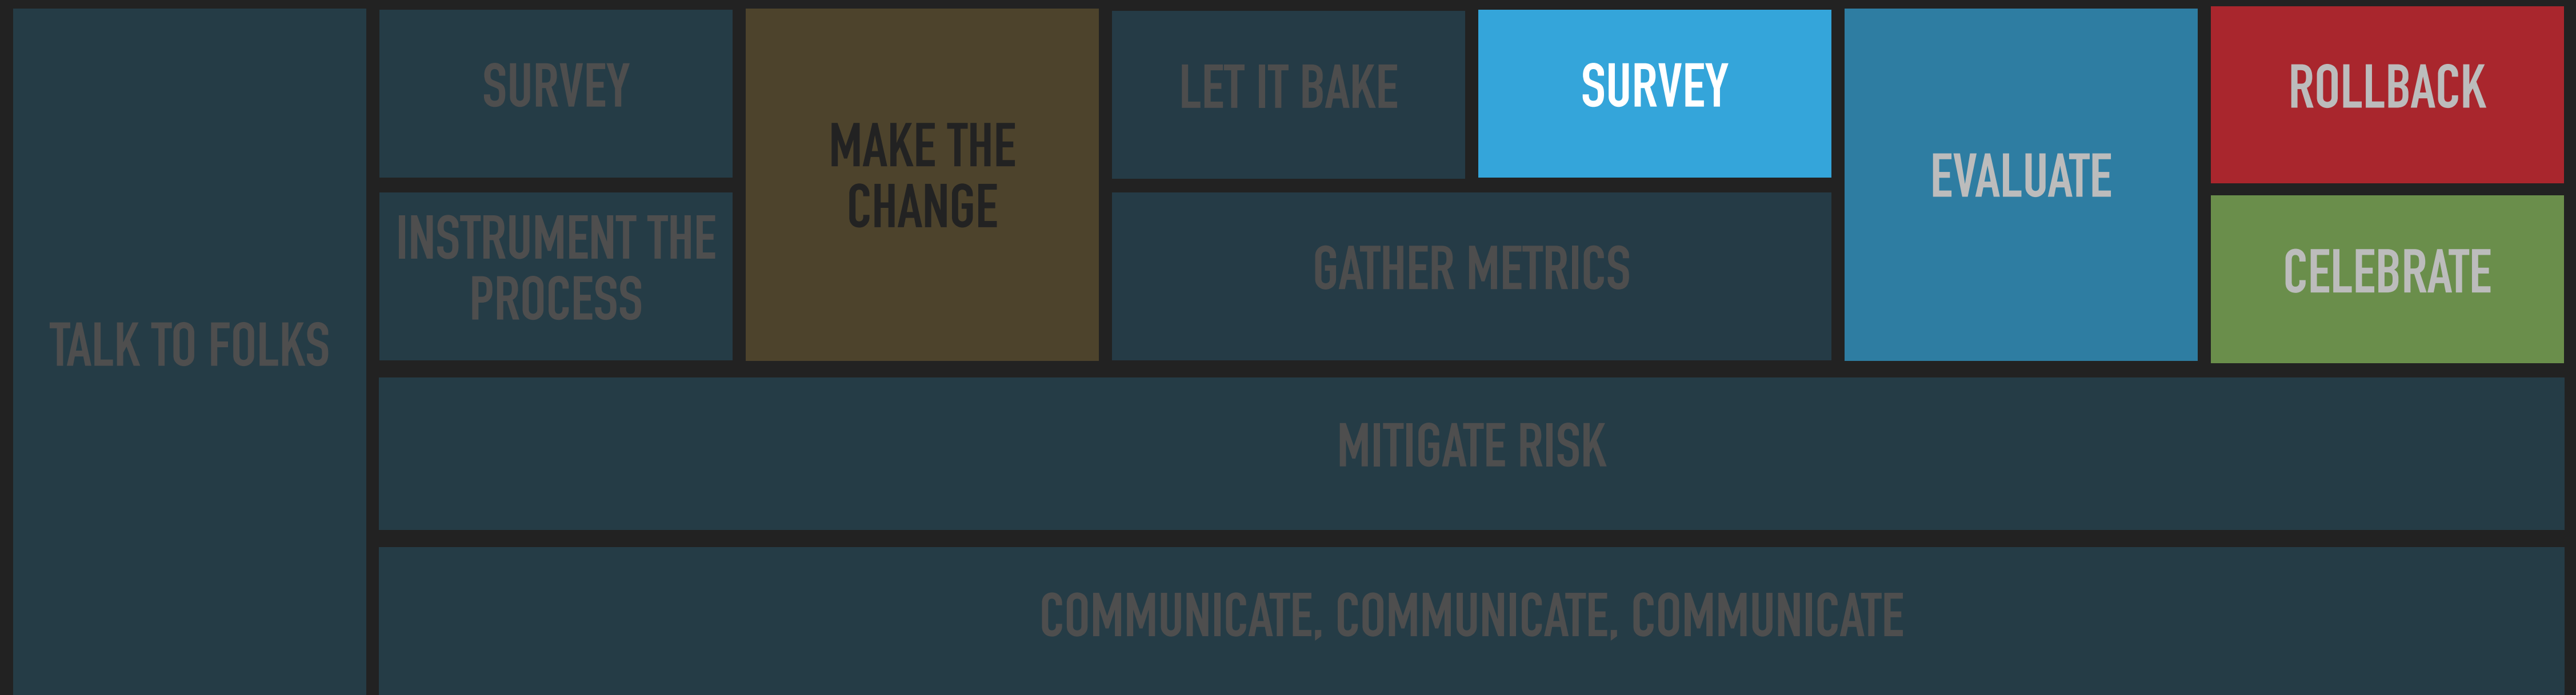 TALK TO FOLKS
SURVEY
INSTRUMENT THE
PROCESS
MAKE THE
CHANGE
LET IT BAKE
SURVEY
GATHER METRICS
EVALUATE
ROLLBACK
CELEBRATE
MITIGATE RISK
COMMUNICATE, COMMUNICATE, COMMUNICATE